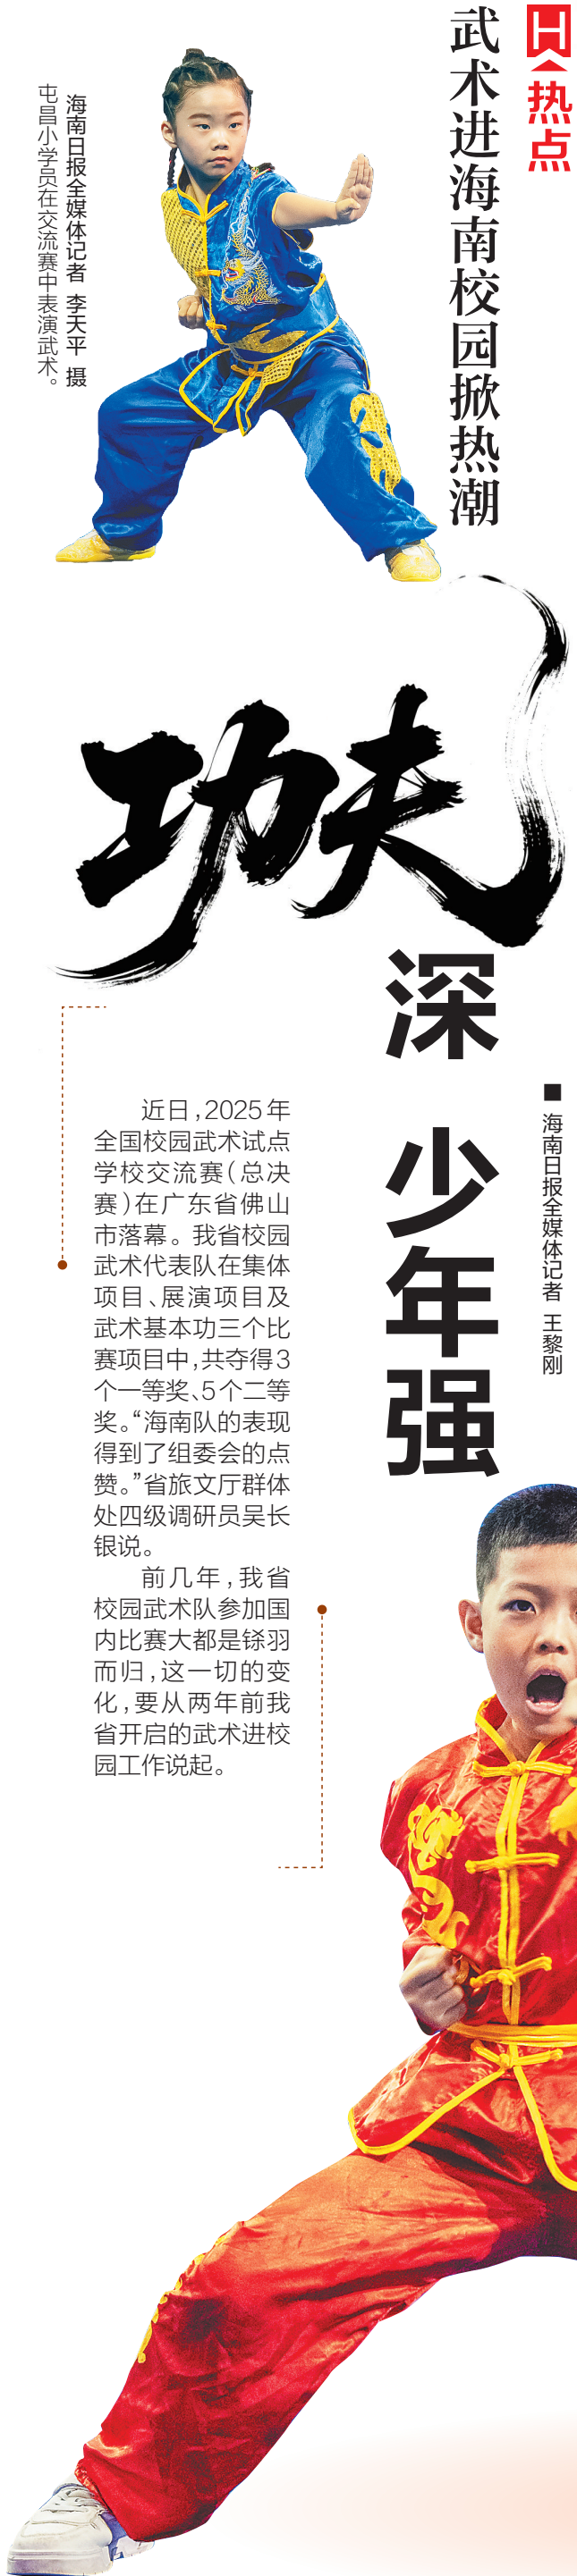 H热点
武术进海南校园掀热潮
屯昌小学员在交流赛中表演武术。
海南日报全媒体记者 李天平 摄
功夫
深 少年强
■ 海南日报全媒体记者 王黎刚
近日,2025年
全国校园武术试点
学校交流赛(总决
赛)在广东省佛山
市落幕。我省校园
武术代表队在集体
项目、展演项目及
武术基本功三个比
赛项目中,共夺得3
个一等奖、5个二等
奖。“海南队的表现
得到了组委会的点
赞。”省旅文厅群体
处四级调研员吴长
银说。
前几年,我省
校园武术队参加国
内比赛大都是铩羽
而归,这一切的变
化,要从两年前我
省开启的武术进校
园工作说起。